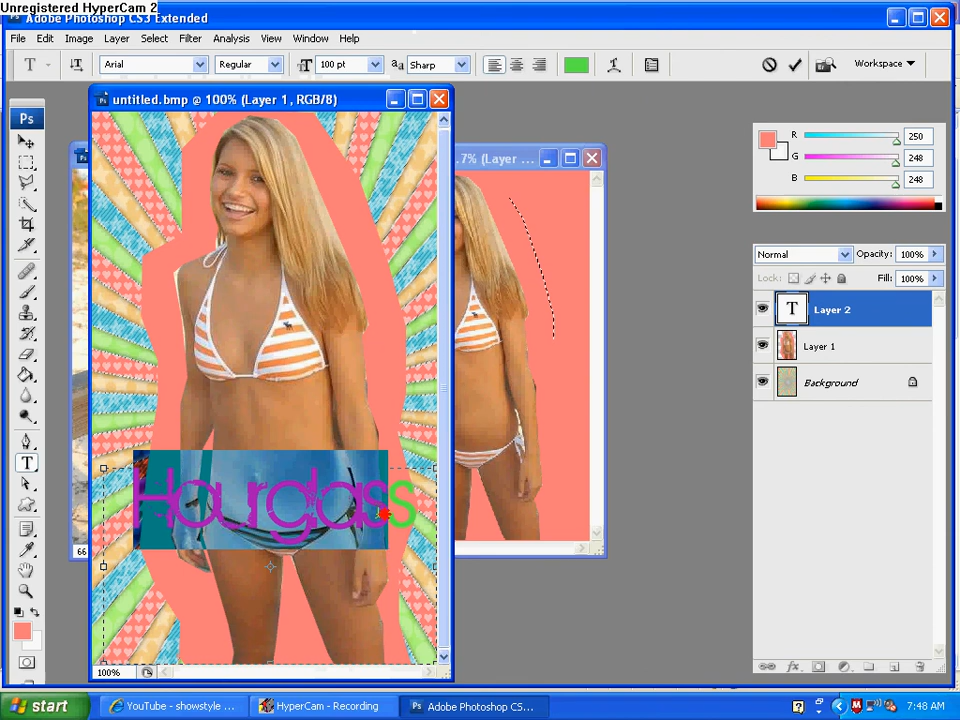 Unregistered HyperCam 2
Adobe Photoshop CS3 Extended
File Edit Image Layer Select Filter Analysis View Window Help
T Arial Regular 100 pt aa Sharp Workspace
Ps
untitled.bmp @ 100% (Layer 1, RGB/8)
.7% (Layer ...
R 250
G 248
B 248
Normal Opacity: 100%
Lock: Fill: 100%
T Layer 2
Layer 1
Background
Hourglass
66
100%
start
YouTube - showstyle ...
HyperCam - Recording
Adobe Photoshop CS...
7:48 AM